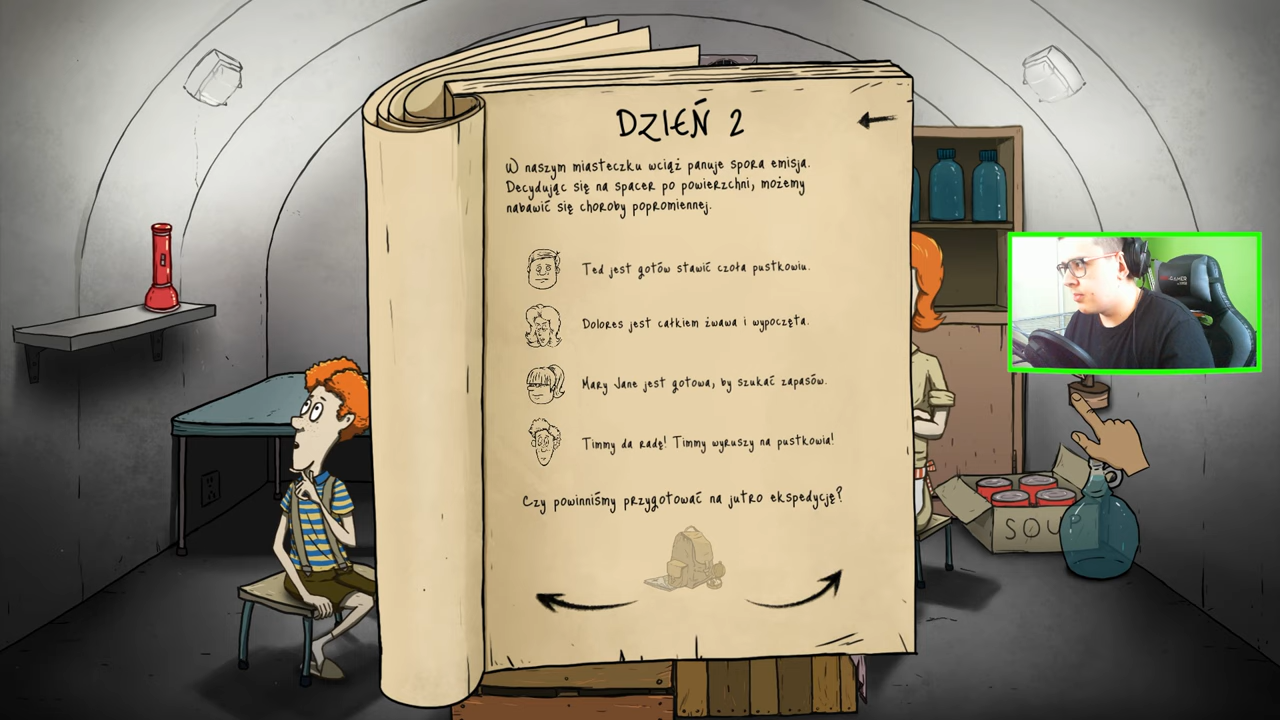 DZIEŃ 2
W naszym miasteczku wciąż panuje spora emisja.
Decydując się na spacer po powierzchni, możemy
nabawić się choroby popromiennej.
Ted jest gotów stawić czoła pustkowiu.
Dolores jest całkiem żwawa i wypoczęta.
Mary Jane jest gotowa, by szukać zapasów.
Timmy da radę! Timmy wyruszy na pustkowia!
Czy powinniśmy przygotować na jutro ekspedycję?
SOUP